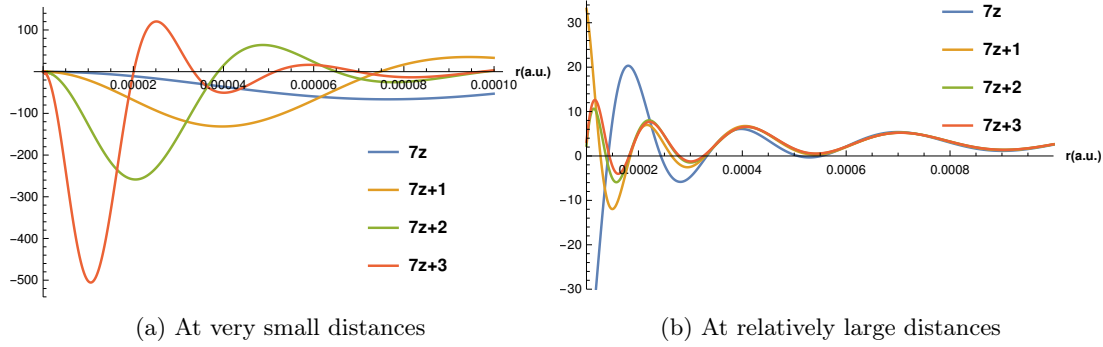 100
0
-100
-200
-300
-400
-500
0.00002
0.00004
0.00006
0.00008
0.00010
r(a.u.)
7z
7z+1
7z+2
7z+3
(a) At very small distances
30
20
10
0
-10
-20
-30
0.0002
0.0004
0.0006
0.0008
r(a.u.)
7z
7z+1
7z+2
7z+3
(b) At relatively large distances